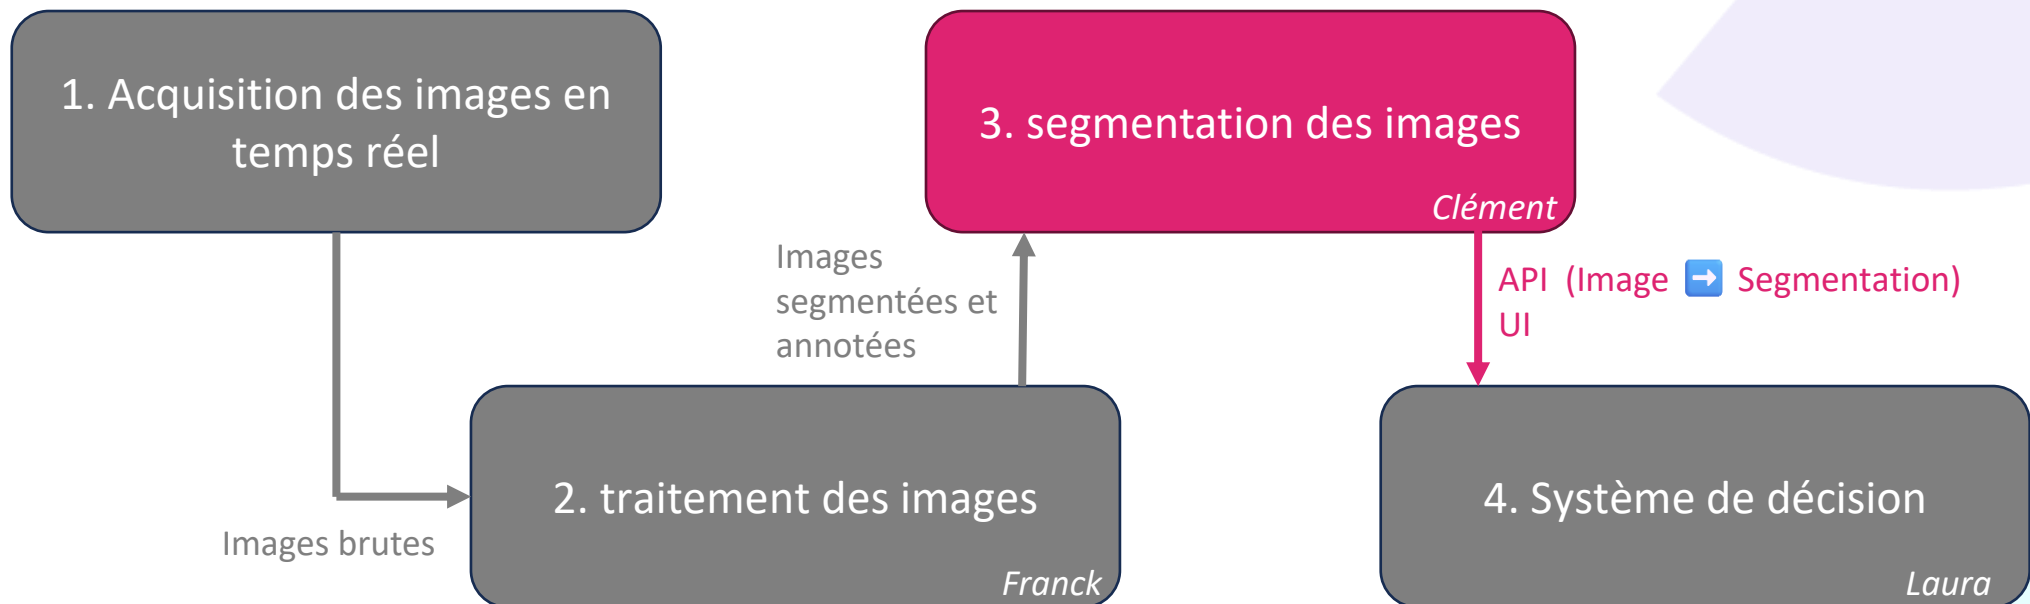 1. Acquisition des images en
temps réel
Images brutes
2. traitement des images
Franck
Images
segmentées et
annotées
3. segmentation des images
Clément
API (Image ➡️ Segmentation)
UI
4. Système de décision
Laura